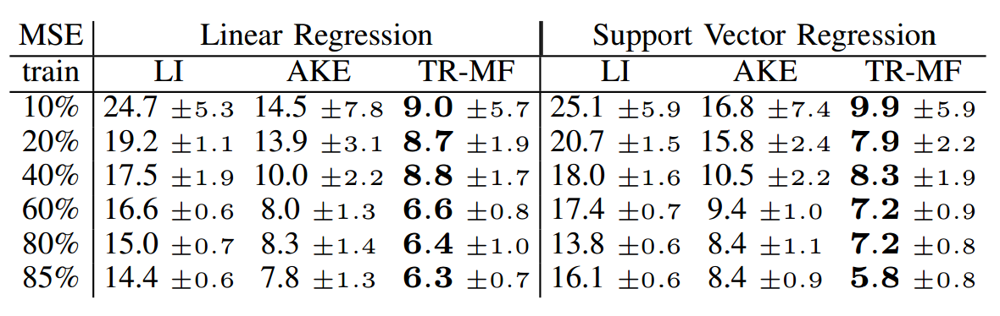 MSE Linear Regression Support Vector Regression
train LI AKE TR-MF LI AKE TR-MF
10% 24.7 ±5.3 14.5 ±7.8 9.0 ±5.7 25.1 ±5.9 16.8 ±7.4 9.9 ±5.9
20% 19.2 ±1.1 13.9 ±3.1 8.7 ±1.9 20.7 ±1.5 15.8 ±2.4 7.9 ±2.2
40% 17.5 ±1.9 10.0 ±2.2 8.8 ±1.7 18.0 ±1.6 10.5 ±2.2 8.3 ±1.9
60% 16.6 ±0.6 8.0 ±1.3 6.6 ±0.8 17.4 ±0.7 9.4 ±1.0 7.2 ±0.9
80% 15.0 ±0.7 8.3 ±1.4 6.4 ±1.0 13.8 ±0.6 8.4 ±1.1 7.2 ±0.8
85% 14.4 ±0.6 7.8 ±1.3 6.3 ±0.7 16.1 ±0.6 8.4 ±0.9 5.8 ±0.8